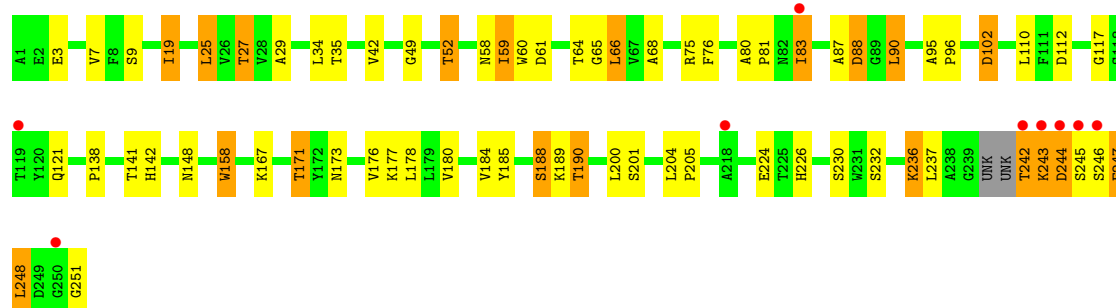 A1 E2 E3 V7 F8 S9 I19 L25 V26 T27 V28 A29 L34 T35 V42 G49 T52 N58 I59 W60 D61 T64 G65 L66 V67 A68 R75 F76 A80 P81 N82 I83 A87 D88 G89 L90 A95 P96 D102 L110 F111 D112 G117
T119 Y120 Q121 P138 T141 H142 N148 W158 K167 T171 Y172 N173 V176 K177 L178 L179 V180 V184 Y185 S188 K189 T190 L200 S201 L204 P205 A218 E224 T225 H226 S230 W231 S232 K236 L237 A238 G239 UNK UNK T242 K243 D244 S245 S246
L248 D249 G250 G251